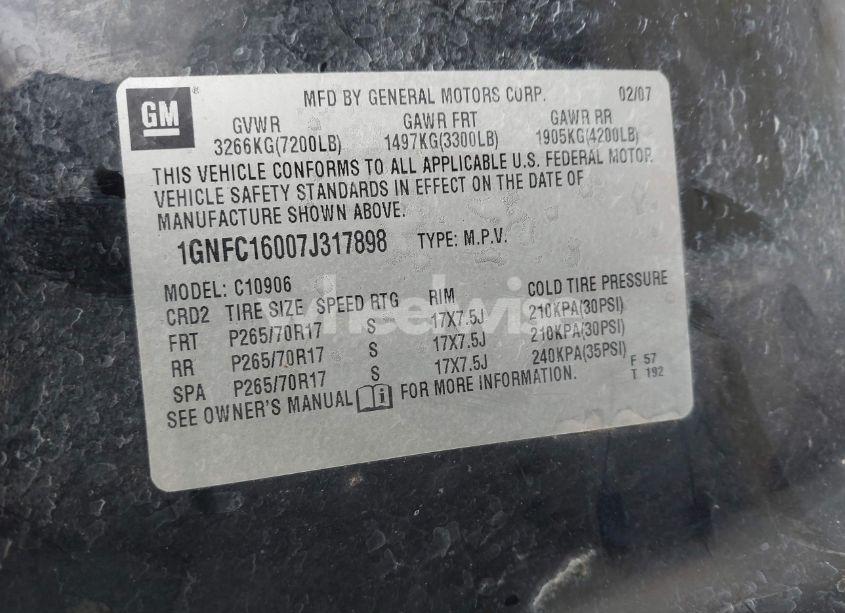 GM
MFD BY GENERAL MOTORS CORP. 02/07
GVWR GAWR FRT GAWR RR
3266KG(7200LB) 1497KG(3300LB) 1905KG(4200LB)
THIS VEHICLE CONFORMS TO ALL APPLICABLE U.S. FEDERAL MOTOR
VEHICLE SAFETY STANDARDS IN EFFECT ON THE DATE OF
MANUFACTURE SHOWN ABOVE.
1GNFC16007J317898 TYPE: M.P.V.
MODEL: C10906
CRD2 TIRE SIZE / SPEED RTG RIM COLD TIRE PRESSURE
FRT P265/70R17 S 17X7.5J 210KPA(30PSI)
RR P265/70R17 S 17X7.5J 210KPA(30PSI)
SPA P265/70R17 S 17X7.5J 240KPA(35PSI) F 57
T 192
SEE OWNER'S MANUAL i FOR MORE INFORMATION.